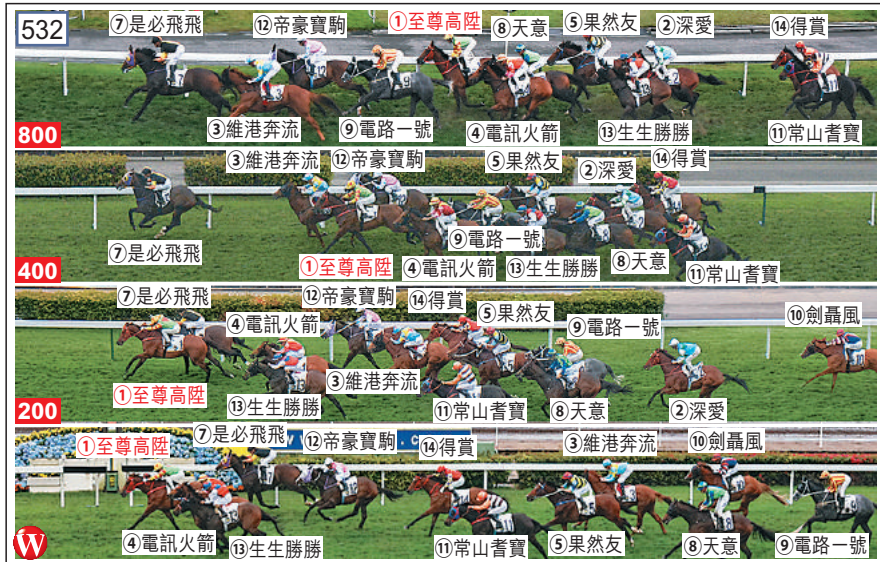 532
⑦是必飛飛 ⑫帝豪寶駒 ①至尊高陞 ⑧天意 ⑤果然友 ②深愛 ⑭得賞
800 ③維港奔流 ⑨電路一號 ④電訊火箭 ⑬生生勝勝 ⑪常山耆寶
③維港奔流 ⑫帝豪寶駒 ⑤果然友 ②深愛 ⑭得賞
⑦是必飛飛 ⑨電路一號
400 ①至尊高陞 ④電訊火箭 ⑬生生勝勝 ⑧天意 ⑪常山耆寶
⑦是必飛飛 ④電訊火箭 ⑫帝豪寶駒 ⑭得賞 ⑤果然友 ⑨電路一號 ⑩劍聶風
200 ①至尊高陞 ⑬生生勝勝 ③維港奔流 ⑪常山耆寶 ⑧天意 ②深愛
①至尊高陞 ⑦是必飛飛 ⑫帝豪寶駒 ⑭得賞 ③維港奔流 ⑩劍聶風
W ④電訊火箭 ⑬生生勝勝 ⑪常山耆寶 ⑤果然友 ⑧天意 ⑨電路一號